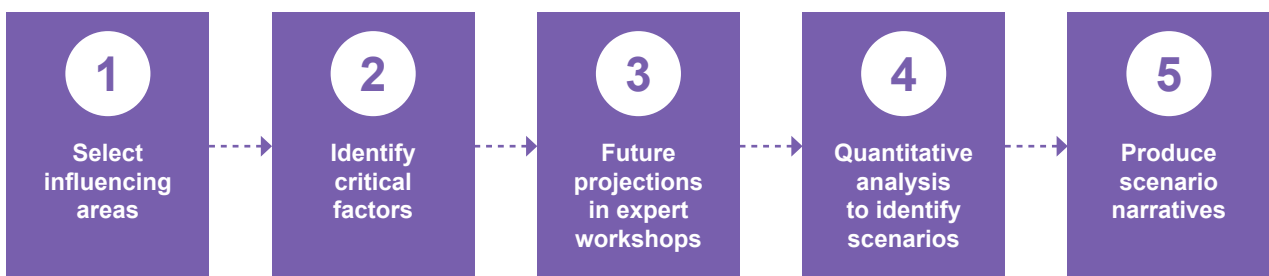 1
Select
influencing
areas
2
Identify
critical
factors
3
Future
projections
in expert
workshops
4
Quantitative
analysis
to identify
scenarios
5
Produce
scenario
narratives